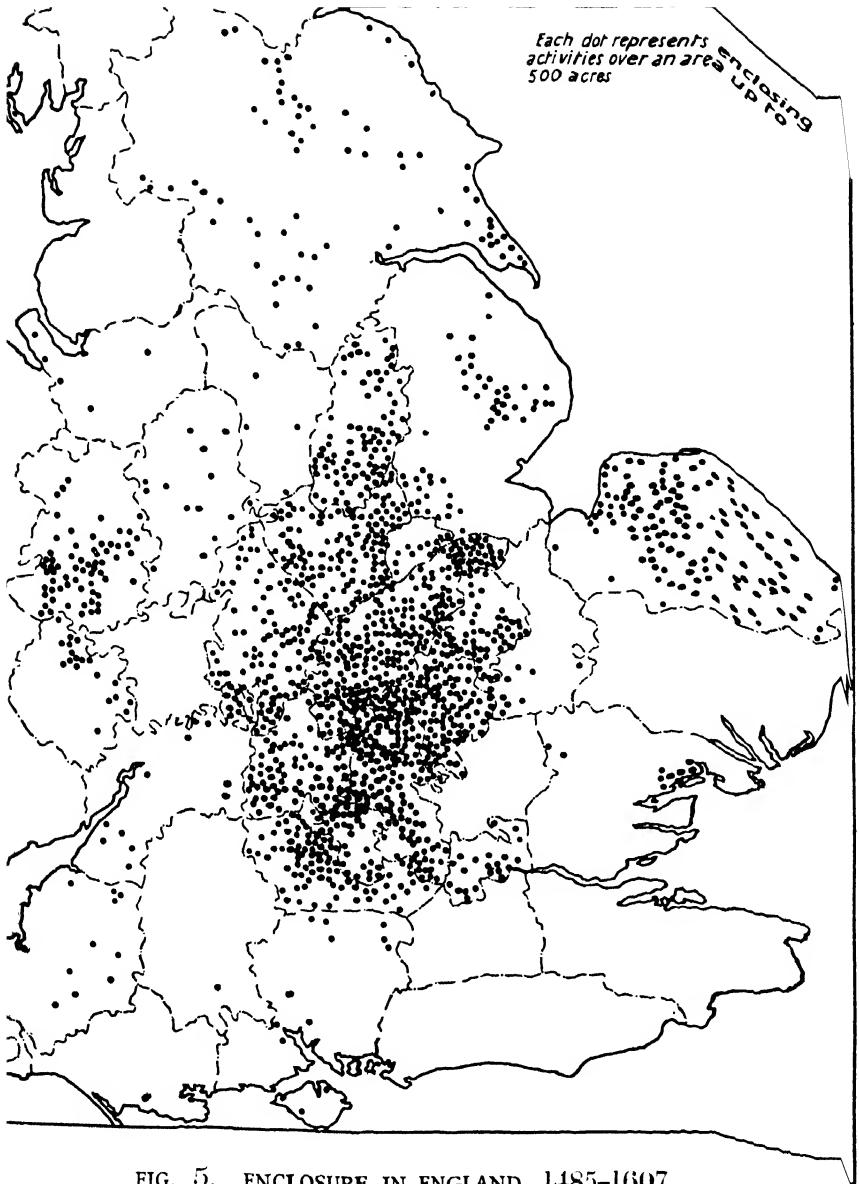 Each dot represents enclosing
activities over an area up to
500 acres
FIG. 5. ENCLOSURE IN ENGLAND 1485–1607